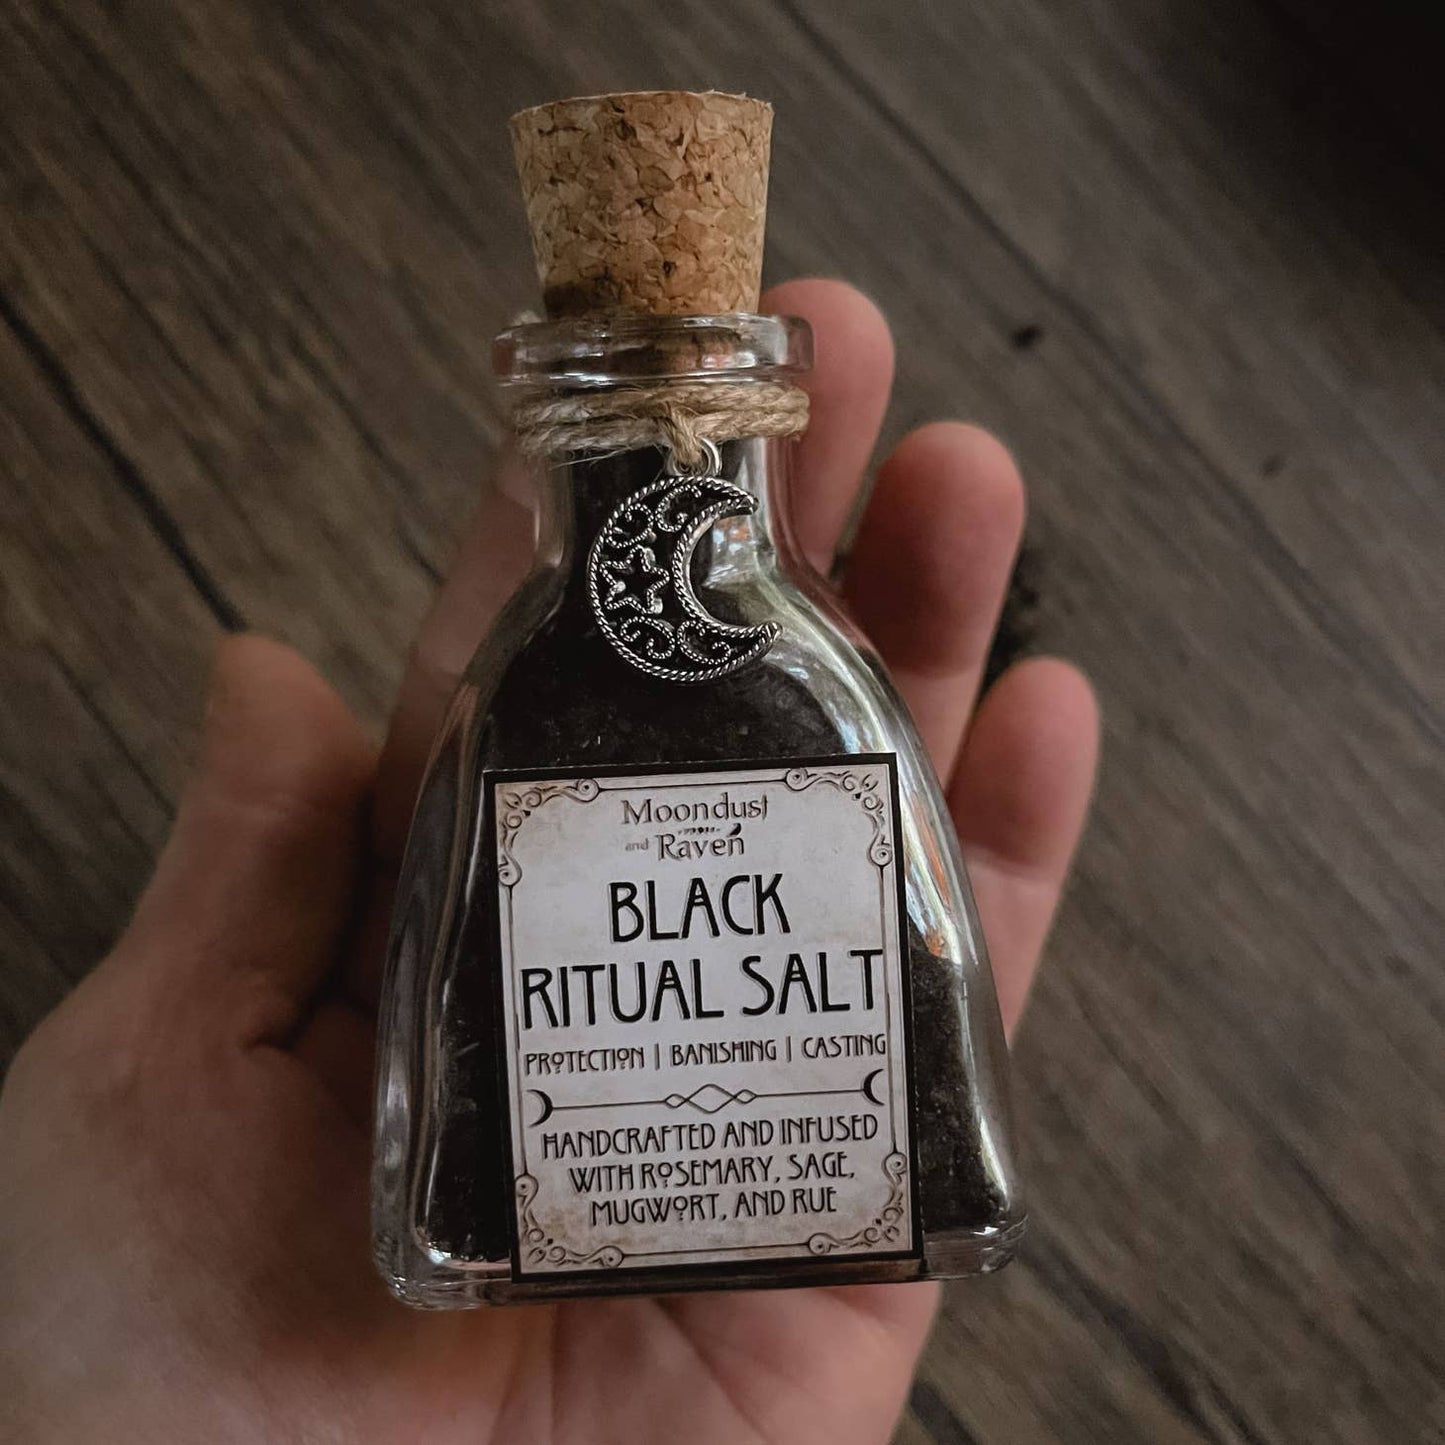 Moondust
and Raven
BLACK
RITUAL SALT
PROTECTION | BANISHING | CASTING
HANDCRAFTED AND INFUSED
WITH ROSEMARY, SAGE,
MUGWORT, AND RUE